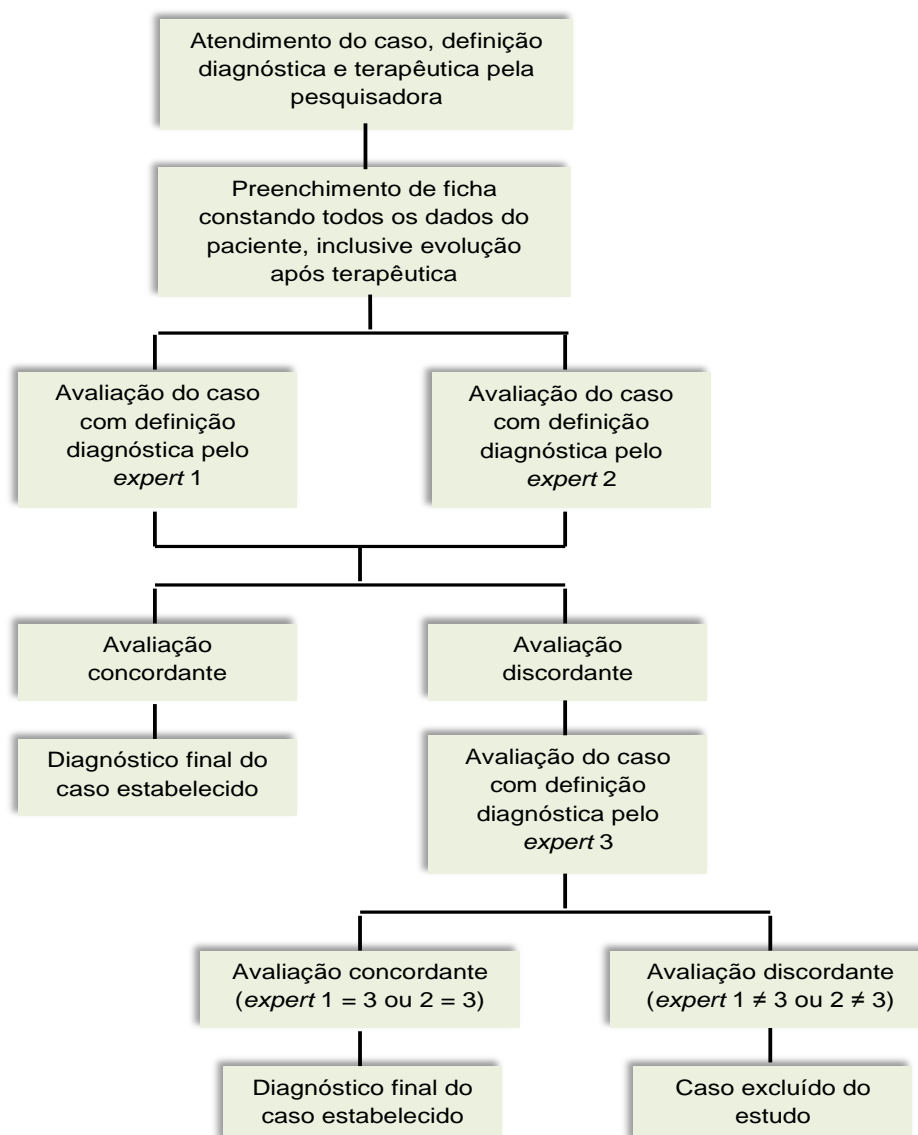 Atendimento do caso, definição
diagnóstica e terapêutica pela
pesquisadora
Preenchimento de ficha
constando todos os dados do
paciente, inclusive evolução
após terapêutica
Avaliação do caso
com definição
diagnóstica pelo
expert 1
Avaliação do caso
com definição
diagnóstica pelo
expert 2
Avaliação
concordante
Avaliação
discordante
Diagnóstico final do
caso estabelecido
Avaliação do caso
com definição
diagnóstica pelo
expert 3
Avaliação concordante
(expert 1 = 3 ou 2 = 3)
Avaliação discordante
(expert 1 ≠ 3 ou 2 ≠ 3)
Diagnóstico final do
caso estabelecido
Caso excluído do
estudo